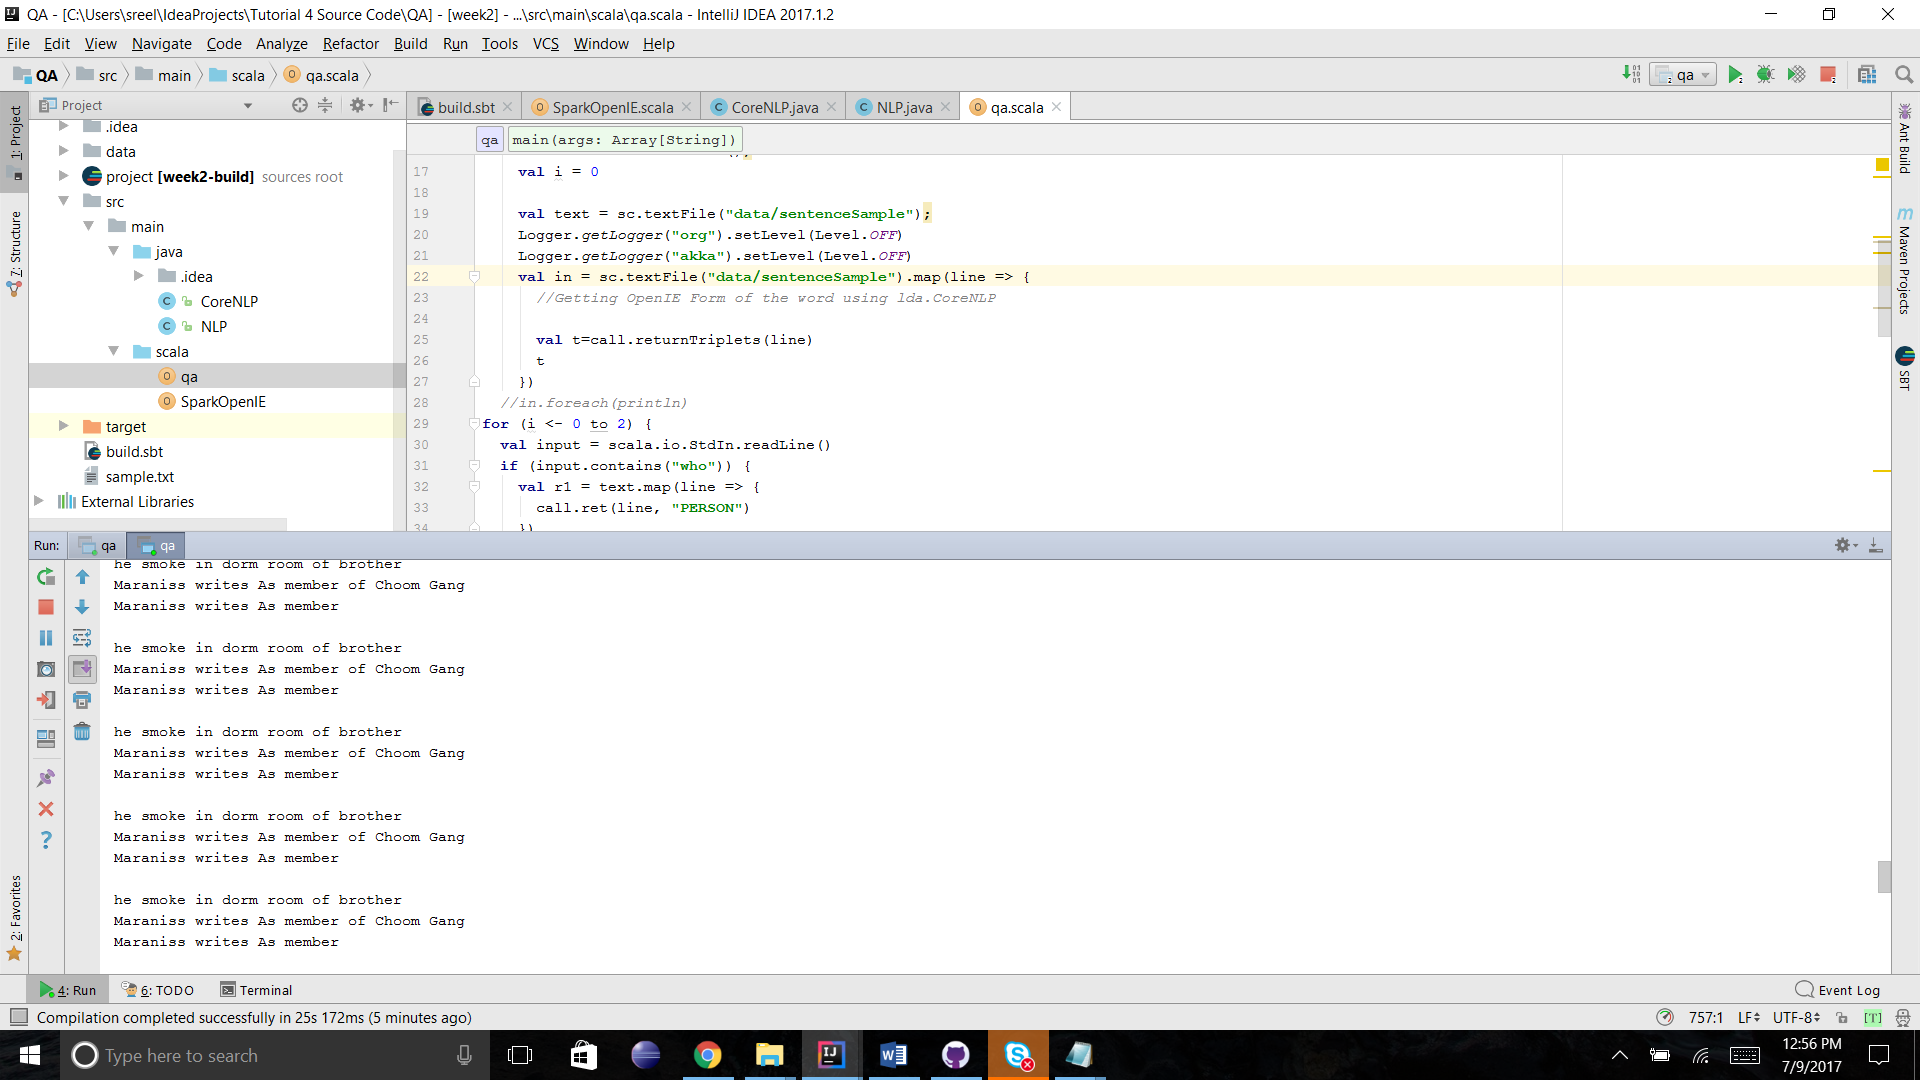 QA - [C:\Users\sreel\IdeaProjects\Tutorial 4 Source Code\QA] - [week2] - ...\src\main\scala\qa.scala - IntelliJ IDEA 2017.1.2
File Edit View Navigate Code Analyze Refactor Build Run Tools VCS Window Help
QA src main scala qa.scala
qa
Project
build.sbt SparkOpenIE.scala CoreNLP.java NLP.java qa.scala
qa main(args: Array[String])
1: Project
7: Structure
2: Favorites
.idea
data
project [week2-build] sources root
src
main
java
.idea
CoreNLP
NLP
scala
qa
SparkOpenIE
target
build.sbt
sample.txt
External Libraries
17 val i = 0
18
19 val text = sc.textFile("data/sentenceSample");
20 Logger.getLogger("org").setLevel(Level.OFF)
21 Logger.getLogger("akka").setLevel(Level.OFF)
22 val in = sc.textFile("data/sentenceSample").map(line => {
23 //Getting OpenIE Form of the word using lda.CoreNLP
24
25 val t=call.returnTriplets(line)
26 t
27 })
28 //in.foreach(println)
29 for (i <- 0 to 2) {
30 val input = scala.io.StdIn.readLine()
31 if (input.contains("who")) {
32 val r1 = text.map(line => {
33 call.ret(line, "PERSON")
34 })
Ant Build
Maven Projects
SBT
Run: qa qa
he smoke in dorm room of brother
Maraniss writes As member of Choom Gang
Maraniss writes As member
he smoke in dorm room of brother
Maraniss writes As member of Choom Gang
Maraniss writes As member
he smoke in dorm room of brother
Maraniss writes As member of Choom Gang
Maraniss writes As member
he smoke in dorm room of brother
Maraniss writes As member of Choom Gang
Maraniss writes As member
he smoke in dorm room of brother
Maraniss writes As member of Choom Gang
Maraniss writes As member
4: Run 6: TODO Terminal Event Log
Compilation completed successfully in 25s 172ms (5 minutes ago) 757:1 LF UTF-8 [T]
Type here to search
12:56 PM
7/9/2017